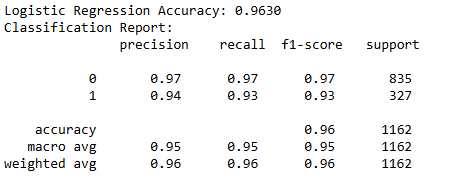 Logistic Regression Accuracy: 0.9630
Classification Report:
precision recall f1-score support
0 0.97 0.97 0.97 835
1 0.94 0.93 0.93 327
accuracy 0.96 1162
macro avg 0.95 0.95 0.95 1162
weighted avg 0.96 0.96 0.96 1162